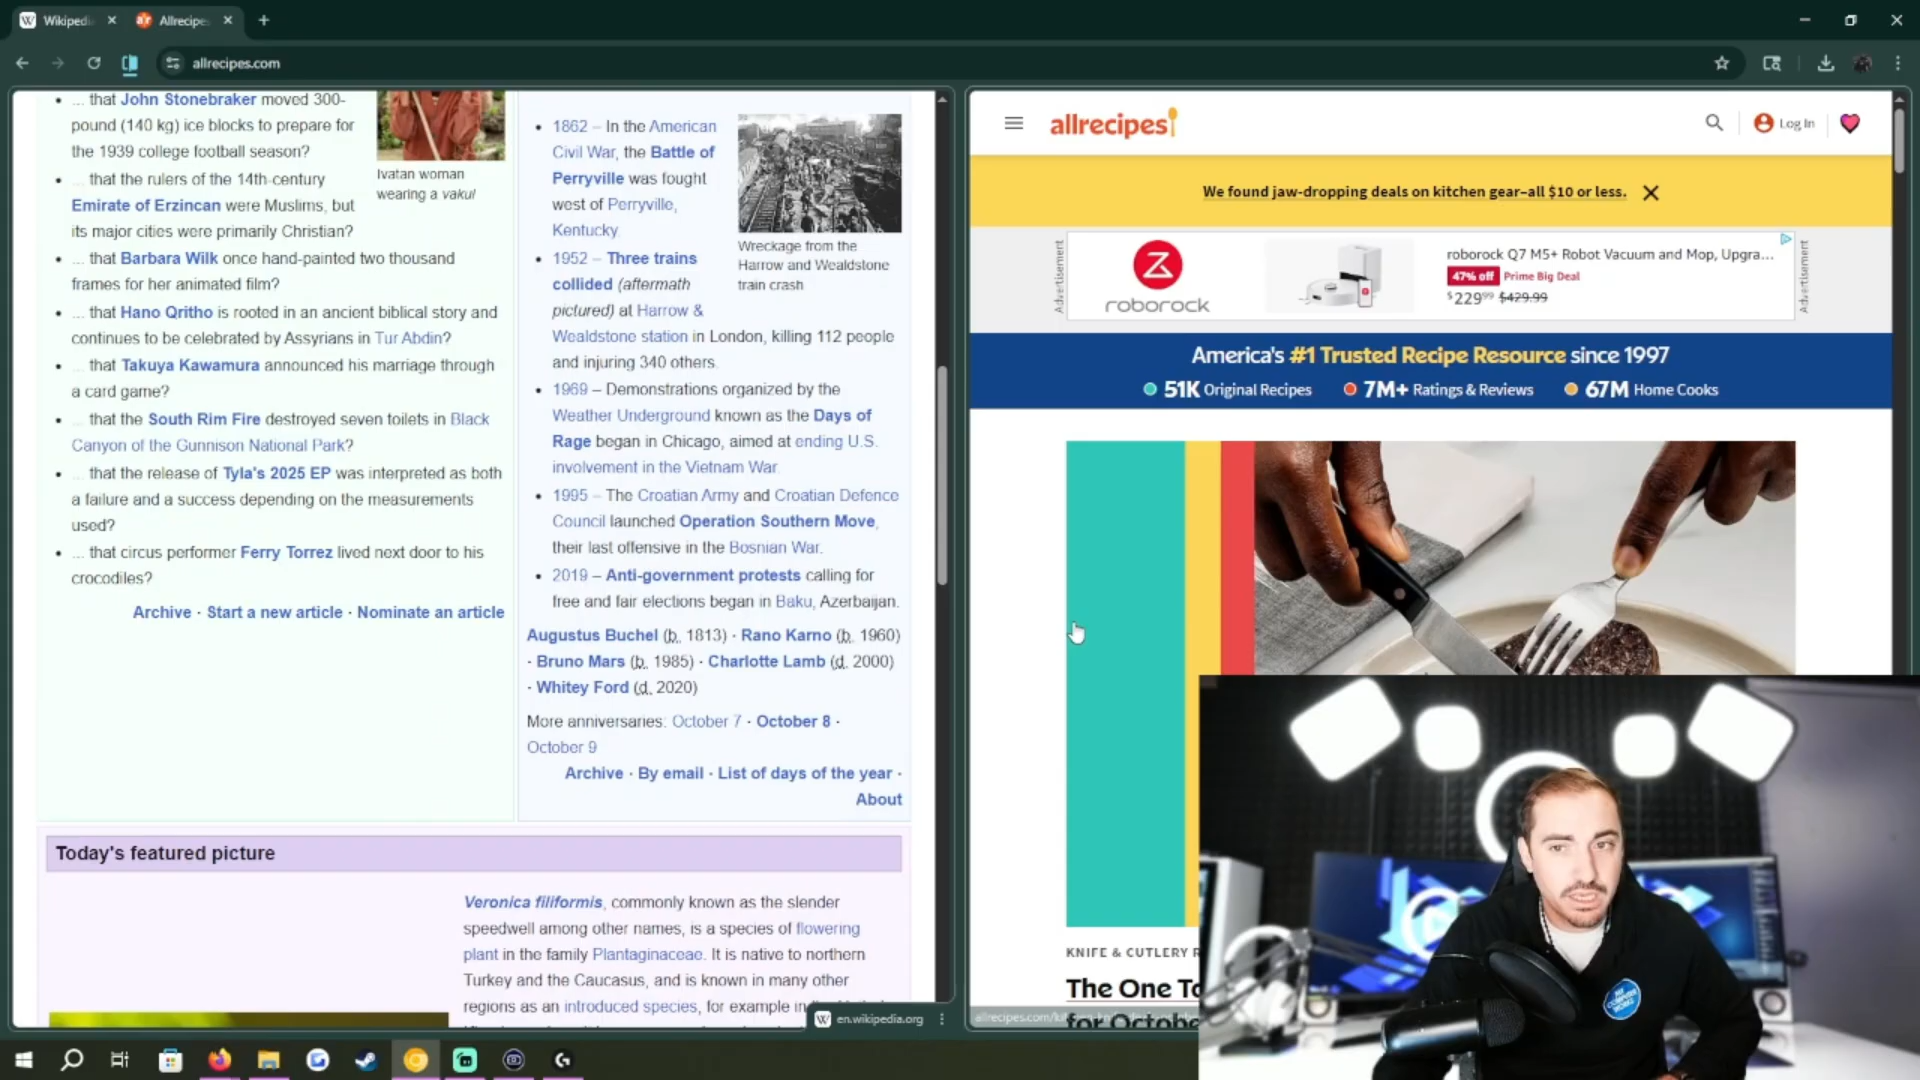 Wikipedi
Allrecipe
allrecipes.com
... that John Stonebraker moved 300-
pound (140 kg) ice blocks to prepare for
the 1939 college football season?
... that the rulers of the 14th-century
Emirate of Erzincan were Muslims, but
its major cities were primarily Christian?
Ivatan woman
wearing a vakul
... that Barbara Wilk once hand-painted two thousand
frames for her animated film?
... that Hano Qritho is rooted in an ancient biblical story and
continues to be celebrated by Assyrians in Tur Abdin?
... that Takuya Kawamura announced his marriage through
a card game?
... that the South Rim Fire destroyed seven toilets in Black
Canyon of the Gunnison National Park?
... that the release of Tyla's 2025 EP was interpreted as both
a failure and a success depending on the measurements
used?
... that circus performer Ferry Torrez lived next door to his
crocodiles?
Archive · Start a new article · Nominate an article
1862 – In the American
Civil War, the Battle of
Perryville was fought
west of Perryville,
Kentucky.
1952 – Three trains
collided (aftermath
pictured) at Harrow &
Wealdstone station in London, killing 112 people
and injuring 340 others.
Wreckage from the
Harrow and Wealdstone
train crash
1969 – Demonstrations organized by the
Weather Underground known as the Days of
Rage began in Chicago, aimed at ending U.S.
involvement in the Vietnam War.
1995 – The Croatian Army and Croatian Defence
Council launched Operation Southern Move,
their last offensive in the Bosnian War.
2019 – Anti-government protests calling for
free and fair elections began in Baku, Azerbaijan.
Augustus Buchel (b. 1813) · Rano Karno (b. 1960)
· Bruno Mars (b. 1985) · Charlotte Lamb (d. 2000)
· Whitey Ford (d. 2020)
More anniversaries: October 7 · October 8 ·
October 9
Archive · By email · List of days of the year ·
About
Today's featured picture
Veronica filiformis, commonly known as the slender
speedwell among other names, is a species of flowering
plant in the family Plantaginaceae. It is native to northern
Turkey and the Caucasus, and is known in many other
regions as an introduced species, for example in
en.wikipedia.org
allrecipes
Log In
We found jaw-dropping deals on kitchen gear–all $10 or less.
Advertisement
roborock
roborock Q7 M5+ Robot Vacuum and Mop, Upgra...
47% off Prime Big Deal
$229.99 $429.99
Advertisement
America's #1 Trusted Recipe Resource since 1997
51K Original Recipes 7M+ Ratings & Reviews 67M Home Cooks
KNIFE & CUTLERY R
The One To
for Octobe
allrecipes.com/
MY COMPUTER WORKS